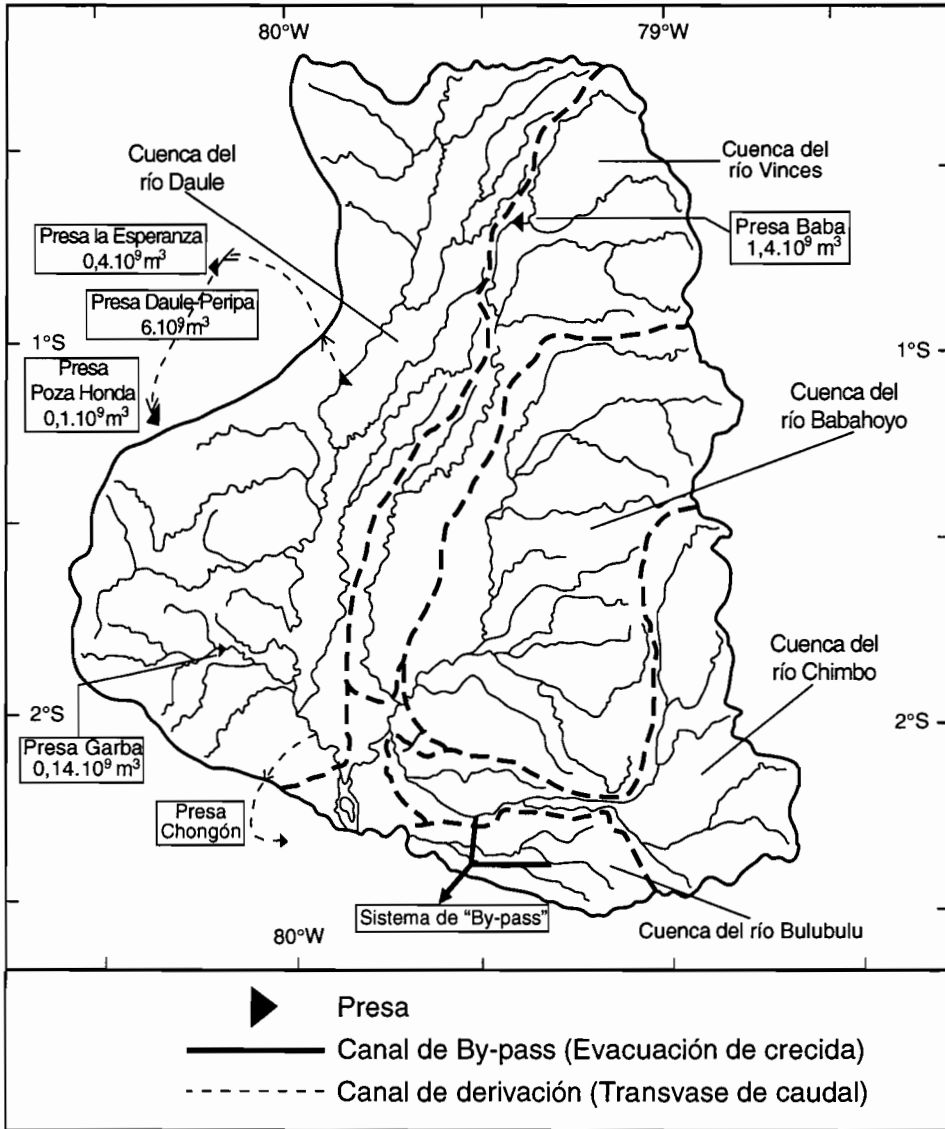 80°W
79°W
Cuenca del
río Daule
Cuenca del
río Vinces
Presa la Esperanza
0,4.10⁹ m³
Presa Baba
1,4.10⁹ m³
Presa Daule-Peripa
6.10⁹ m³
1°S
1°S
Presa
Poza Honda
0,1.10⁹ m³
Cuenca del
río Babahoyo
Cuenca del
río Chimbo
2°S
2°S
Presa Garba
0,14.10⁹ m³
Presa
Chongón
Sistema de "By-pass"
80°W
Cuenca del río Bulubulu
Presa
Canal de By-pass (Evacuación de crecida)
Canal de derivación (Transvase de caudal)